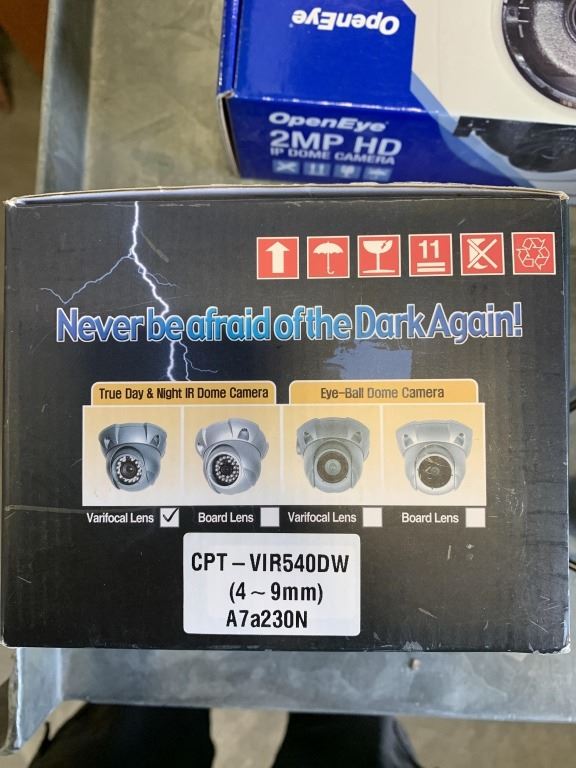 OpenEye
OpenEye
2MP HD
IP DOME CAMERA
11
Never be afraid of the Dark Again!
True Day & Night IR Dome Camera
Eye-Ball Dome Camera
Varifocal Lens
Board Lens
Varifocal Lens
Board Lens
CPT-VIR540DW
(4~9mm)
A7a230N